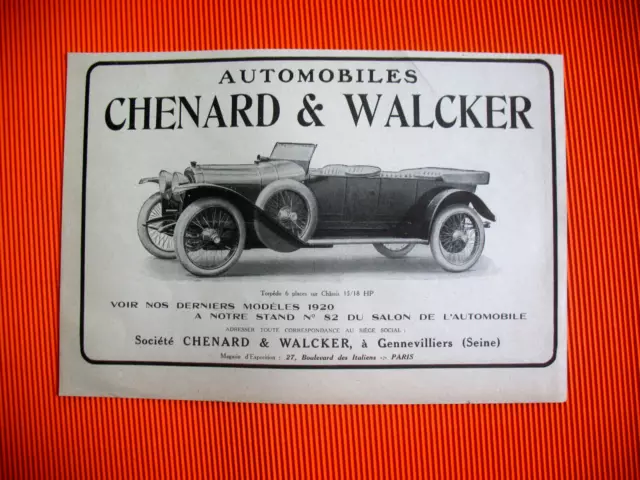 AUTOMOBILES
CHENARD & WALCKER
Torpédo 6 places sur Châssis 15/18 HP
VOIR NOS DERNIERS MODÈLES 1920
A NOTRE STAND Nº 82 DU SALON DE L'AUTOMOBILE
ADRESSER TOUTE CORRESPONDANCE AU SIÈGE SOCIAL :
Société CHENARD & WALCKER, à Gennevilliers (Seine)
Magasin d'Exposition : 27, Boulevard des Italiens -:- PARIS